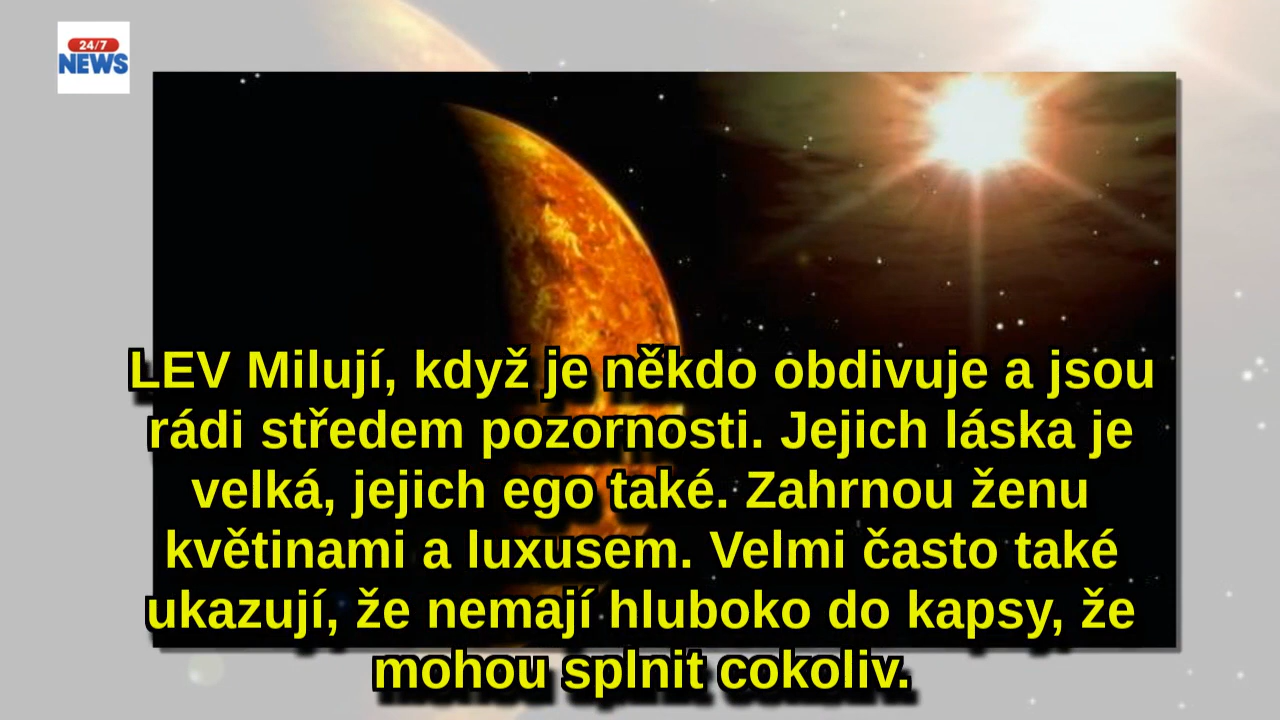 24/7
NEWS
LEV Milují, když je někdo obdivuje a jsou
rádi středem pozornosti. Jejich láska je
velká, jejich ego také. Zahrnou ženu
květinami a luxusem. Velmi často také
ukazují, že nemají hluboko do kapsy, že
mohou splnit cokoliv.